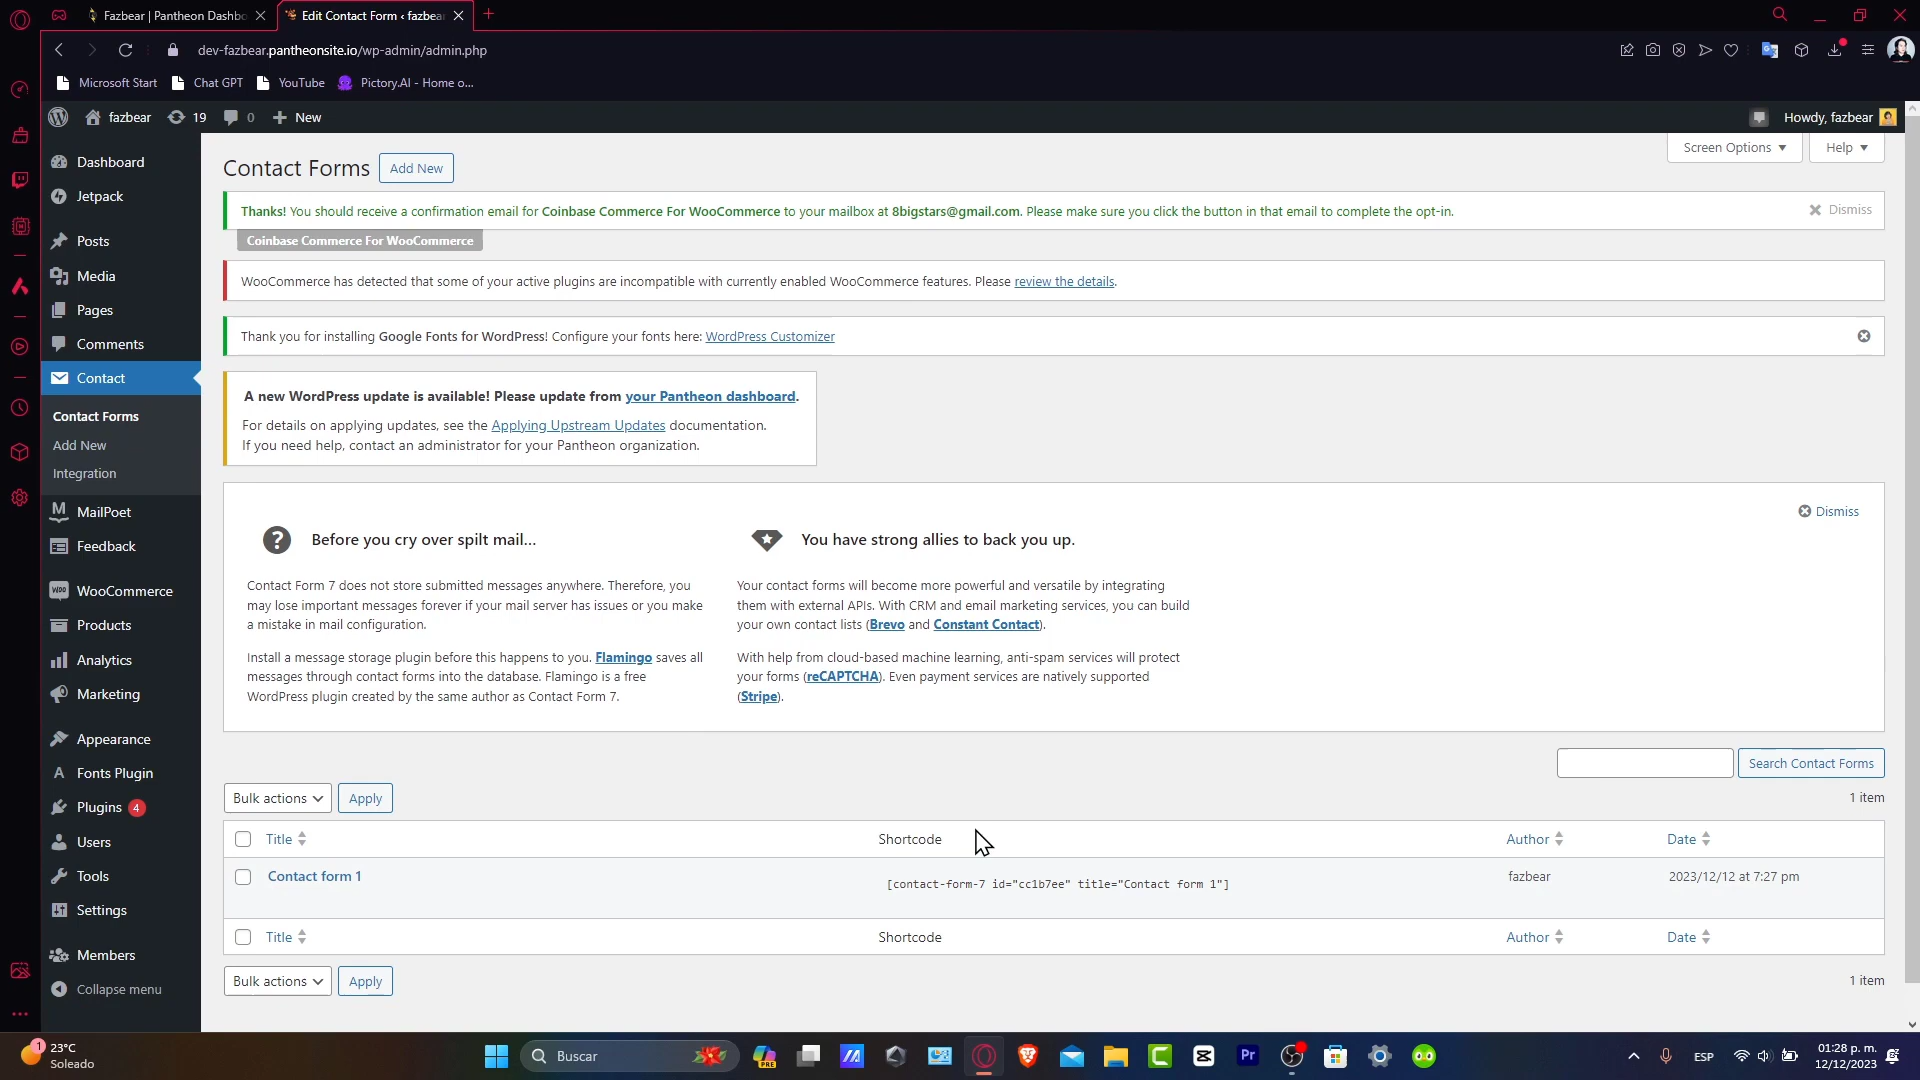 Fazbear | Pantheon Dashbo
Edit Contact Form ‹ fazbear
dev-fazbear.pantheonsite.io/wp-admin/admin.php
Microsoft Start
Chat GPT
YouTube
Pictory.AI - Home o...
fazbear
19
0
New
Howdy, fazbear
Dashboard
Jetpack
Posts
Media
Pages
Comments
Contact
Contact Forms
Add New
Integration
MailPoet
Feedback
WooCommerce
Products
Analytics
Marketing
Appearance
Fonts Plugin
Plugins 4
Users
Tools
Settings
Members
Collapse menu
Screen Options
Help
Contact Forms
Add New
Thanks! You should receive a confirmation email for Coinbase Commerce For WooCommerce to your mailbox at 8bigstars@gmail.com. Please make sure you click the button in that email to complete the opt-in.
Dismiss
Coinbase Commerce For WooCommerce
WooCommerce has detected that some of your active plugins are incompatible with currently enabled WooCommerce features. Please review the details.
Thank you for installing Google Fonts for WordPress! Configure your fonts here: WordPress Customizer
A new WordPress update is available! Please update from your Pantheon dashboard.
For details on applying updates, see the Applying Upstream Updates documentation.
If you need help, contact an administrator for your Pantheon organization.
Dismiss
Before you cry over spilt mail…
Contact Form 7 does not store submitted messages anywhere. Therefore, you
may lose important messages forever if your mail server has issues or you make
a mistake in mail configuration.
Install a message storage plugin before this happens to you. Flamingo saves all
messages through contact forms into the database. Flamingo is a free
WordPress plugin created by the same author as Contact Form 7.
You have strong allies to back you up.
Your contact forms will become more powerful and versatile by integrating
them with external APIs. With CRM and email marketing services, you can build
your own contact lists (Brevo and Constant Contact).
With help from cloud-based machine learning, anti-spam services will protect
your forms (reCAPTCHA). Even payment services are natively supported
(Stripe).
Search Contact Forms
Bulk actions
Apply
1 item
Title
Shortcode
Author
Date
Contact form 1
[contact-form-7 id="cc1b7ee" title="Contact form 1"]
fazbear
2023/12/12 at 7:27 pm
Title
Shortcode
Author
Date
Bulk actions
Apply
1 item
1
23°C
Soleado
Buscar
PRE
Pr
ESP
01:28 p. m.
12/12/2023